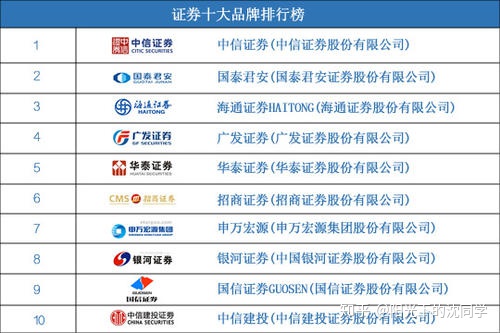 证券十大品牌排行榜
1 中信证券 CITIC SECURITIES 中信证券(中信证券股份有限公司)
2 国泰君安 GUOTAI JUNAN 国泰君安(国泰君安证券股份有限公司)
3 海通证券 HAITONG 海通证券HAITONG(海通证券股份有限公司)
4 广发证券 GF SECURITIES 广发证券(广发证券股份有限公司)
5 华泰证券 HUATAI SECURITIES 华泰证券(华泰证券股份有限公司)
6 CMS 招商证券 招商证券(招商证券股份有限公司)
7 申万宏源集团 申万宏源(申万宏源集团股份有限公司)
8 银河证券 银河证券(中国银河证券股份有限公司)
9 GUOSEN 国信证券 国信证券GUOSEN(国信证券股份有限公司)
10 中信建投证券 CHINA SECURITIES 中信建投(中信建投证券股份有限公司)
知乎 @阳光下的沈同学